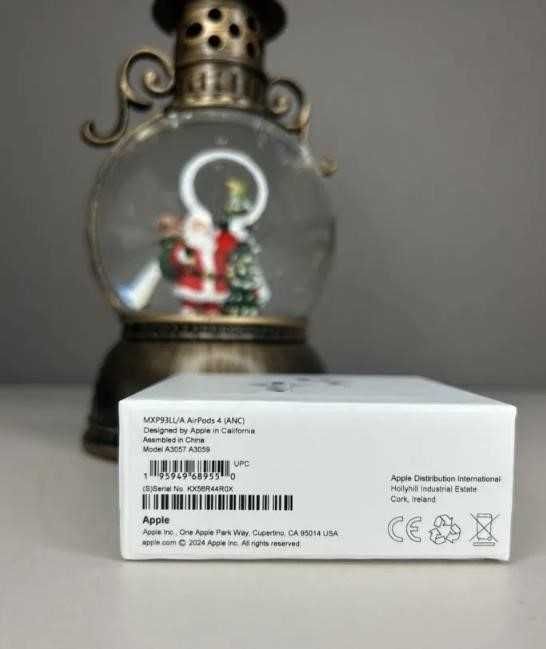 MXP93LL/A AirPods 4 (ANC)
Designed by Apple in California
Assembled in China
Model A3057 A3059
UPC
1 95949 68955 0
(S)Serial No. KX56R44R0X
Apple
Apple Inc., One Apple Park Way, Cupertino, CA 95014 USA
apple.com © 2024 Apple Inc. All rights reserved.
Apple Distribution International
Hollyhill Industrial Estate
Cork, Ireland
CE